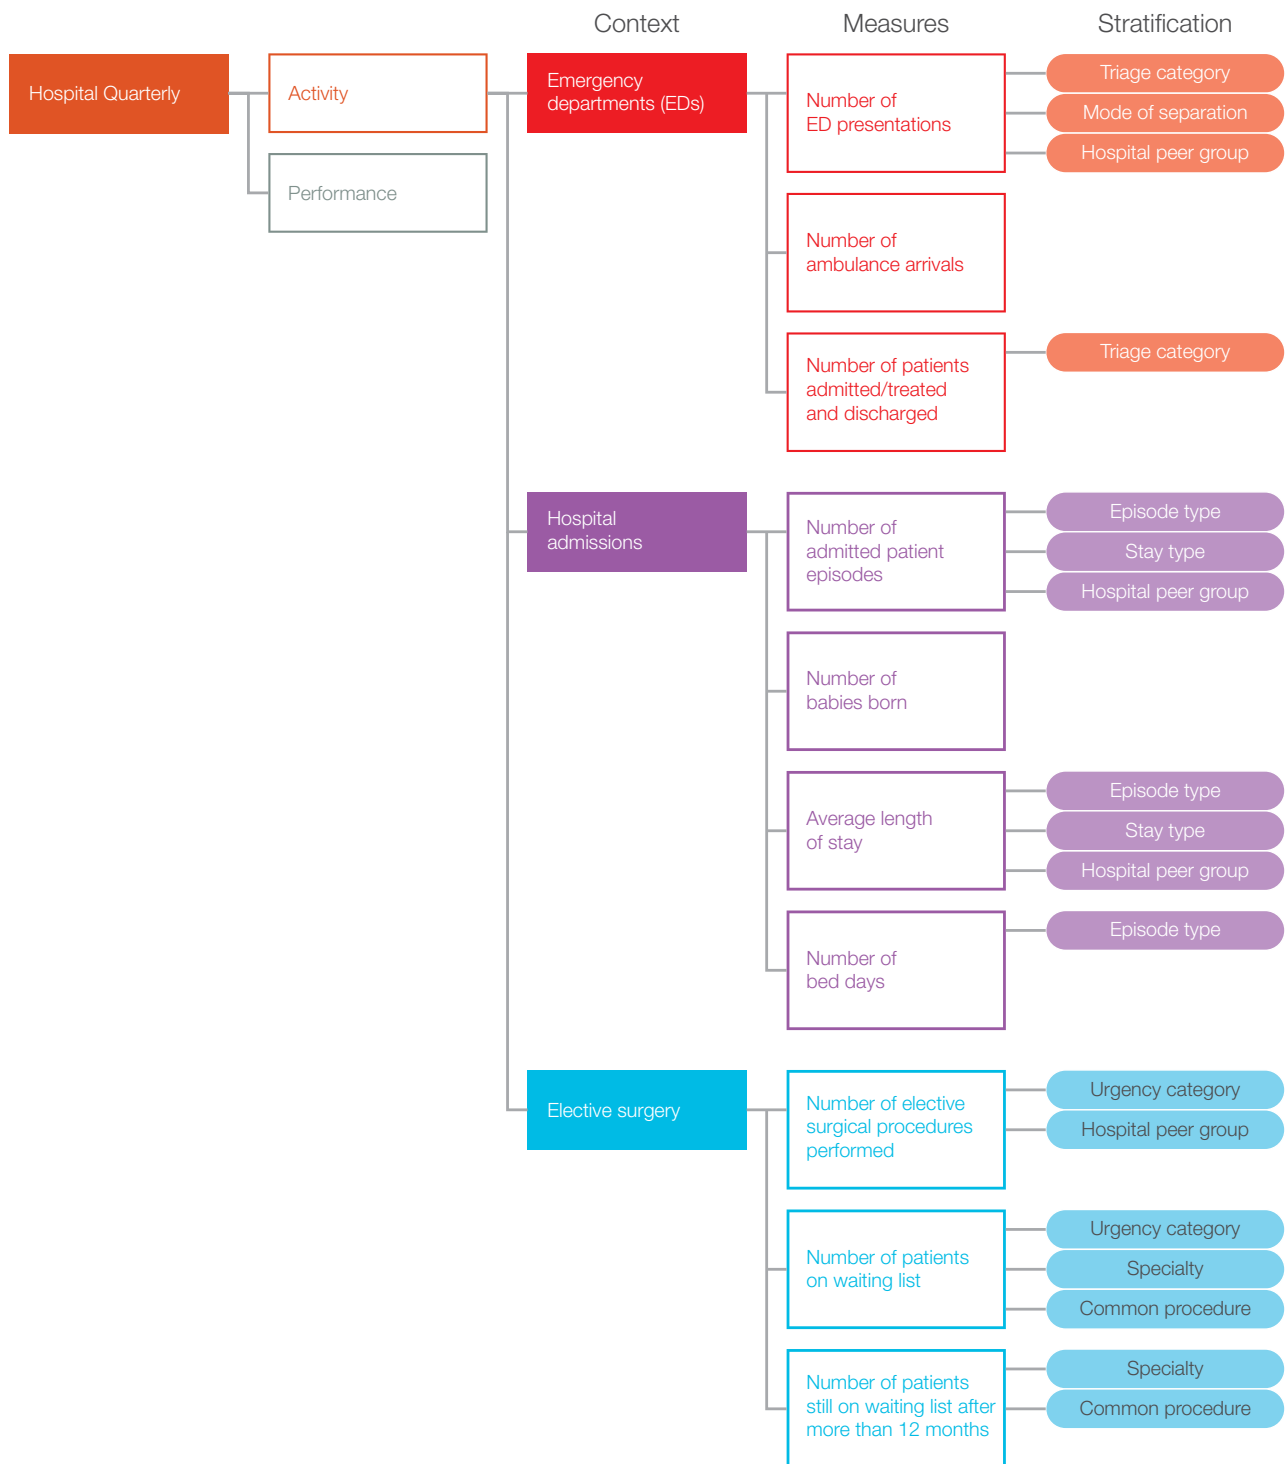 Context
Measures
Stratification
Hospital Quarterly
Activity
Performance
Emergency
departments (EDs)
Number of
ED presentations
Triage category
Mode of separation
Hospital peer group
Number of
ambulance arrivals
Number of patients
admitted/treated
and discharged
Triage category
Hospital
admissions
Number of
admitted patient
episodes
Episode type
Stay type
Hospital peer group
Number of
babies born
Average length
of stay
Episode type
Stay type
Hospital peer group
Number of
bed days
Episode type
Elective surgery
Number of elective
surgical procedures
performed
Urgency category
Hospital peer group
Number of patients
on waiting list
Urgency category
Specialty
Common procedure
Number of patients
still on waiting list after
more than 12 months
Specialty
Common procedure